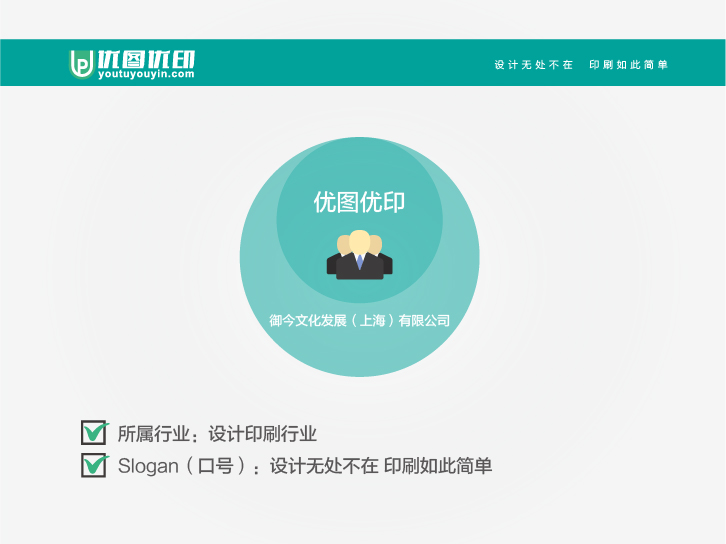 优图优印
youtuyouyin.com
设计无处不在 印刷如此简单
优图优印
御今文化发展（上海）有限公司
所属行业：设计印刷行业
Slogan（口号）：设计无处不在 印刷如此简单